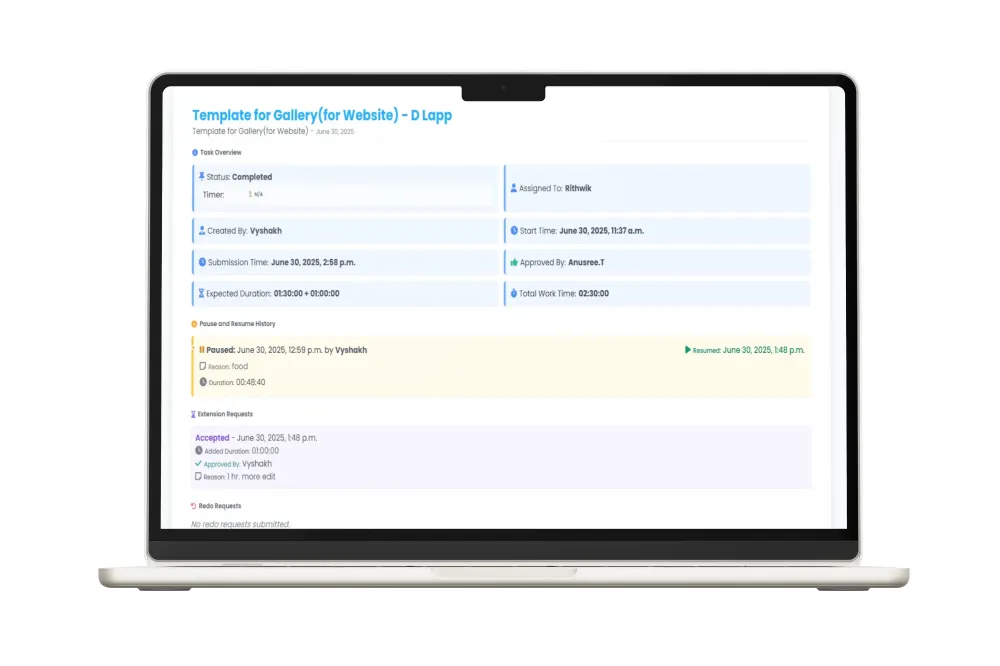 Template for Gallery(for Website) - D Lapp
Template for Gallery(for Website) - June 30, 2025
Task Overview
Status: Completed
Timer: N/A
Assigned To: Rithwik
Created By: Vyshakh
Start Time: June 30, 2025, 11:37 a.m.
Submission Time: June 30, 2025, 2:58 p.m.
Approved By: Anusree.T
Expected Duration: 01:30:00 + 01:00:00
Total Work Time: 02:30:00
Pause and Resume History
Paused: June 30, 2025, 12:59 p.m. by Vyshakh
Resumed: June 30, 2025, 1:48 p.m.
Reason: food
Duration: 00:48:40
Extension Requests
Accepted - June 30, 2025, 1:48 p.m.
Added Duration: 01:00:00
Approved By: Vyshakh
Reason: 1 hr. more edit
Redo Requests
No redo requests submitted.